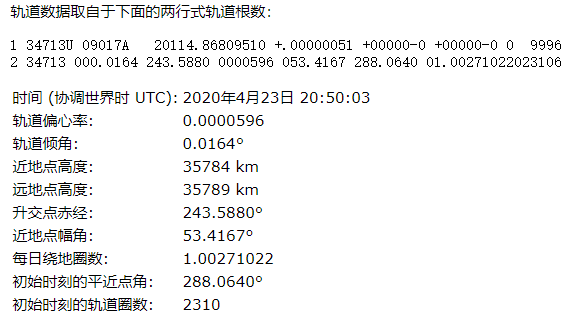 轨道数据取自于下面的两行式轨道根数:
1 34713U 09017A   20114.86809510 +.00000051 +00000-0 +00000-0 0  9996
2 34713 000.0164 243.5880 0000596 053.4167 288.0640 01.00271022023106
时间 (协调世界时 UTC): 2020年4月23日 20:50:03
轨道偏心率: 0.0000596
轨道倾角: 0.0164°
近地点高度: 35784 km
远地点高度: 35789 km
升交点赤经: 243.5880°
近地点幅角: 53.4167°
每日绕地圈数: 1.00271022
初始时刻的平近点角: 288.0640°
初始时刻的轨道圈数: 2310